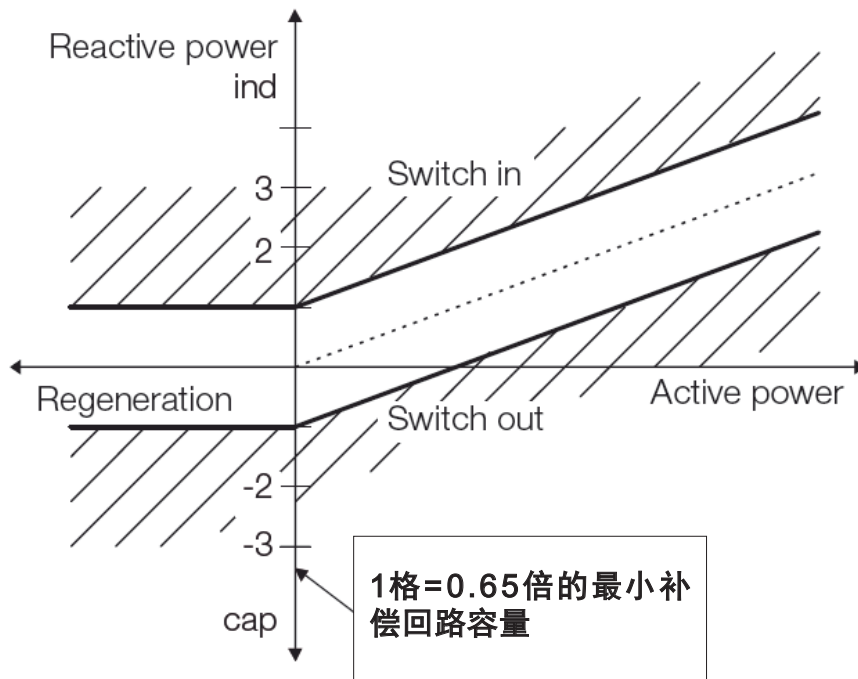 Reactive power
ind
Switch in
3
2
Regeneration
Active power
Switch out
-2
-3
cap
1格=0.65倍的最小补
偿回路容量